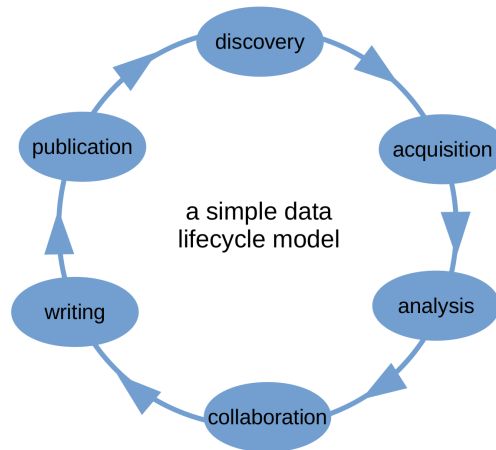 discovery
publication
acquisition
a simple data
lifecycle model
writing
analysis
collaboration